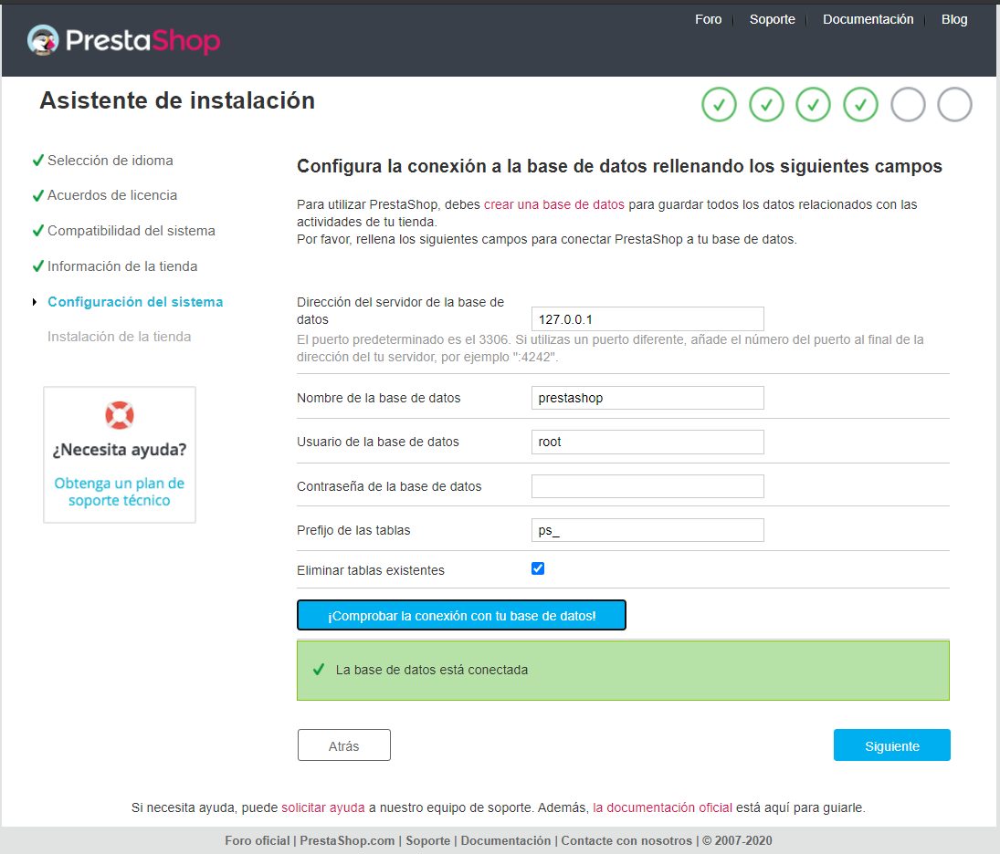 Foro
Soporte
Documentación
Blog
PrestaShop
Asistente de instalación
Selección de idioma
Acuerdos de licencia
Compatibilidad del sistema
Información de la tienda
Configuración del sistema
Instalación de la tienda
¿Necesita ayuda?
Obtenga un plan de
soporte técnico
Configura la conexión a la base de datos rellenando los siguientes campos
Para utilizar PrestaShop, debes crear una base de datos para guardar todos los datos relacionados con las
actividades de tu tienda.
Por favor, rellena los siguientes campos para conectar PrestaShop a tu base de datos.
Dirección del servidor de la base de
datos
127.0.0.1
El puerto predeterminado es el 3306. Si utilizas un puerto diferente, añade el número del puerto al final de la
dirección del tu servidor, por ejemplo ":4242".
Nombre de la base de datos
prestashop
Usuario de la base de datos
root
Contraseña de la base de datos
Prefijo de las tablas
ps_
Eliminar tablas existentes
¡Comprobar la conexión con tu base de datos!
La base de datos está conectada
Atrás
Siguiente
Si necesita ayuda, puede solicitar ayuda a nuestro equipo de soporte. Además, la documentación oficial está aquí para guiarle.
Foro oficial | PrestaShop.com | Soporte | Documentación | Contacte con nosotros | © 2007-2020